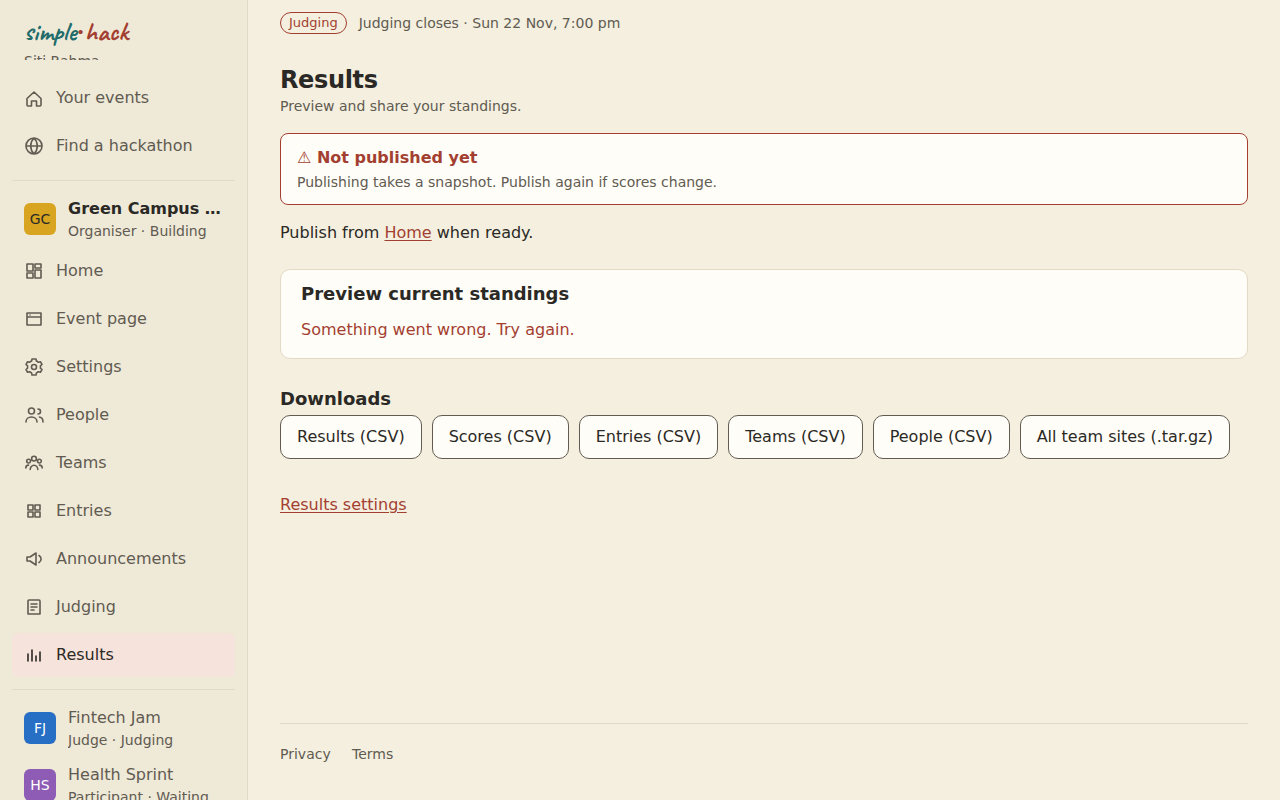 simple·hack
Siti Rahma
Your events
Find a hackathon
GC
Green Campus ...
Organiser · Building
Home
Event page
Settings
People
Teams
Entries
Announcements
Judging
Results
FJ
Fintech Jam
Judge · Judging
HS
Health Sprint
Participant · Waiting
Judging
Judging closes · Sun 22 Nov, 7:00 pm
Results
Preview and share your standings.
⚠ Not published yet
Publishing takes a snapshot. Publish again if scores change.
Publish from Home when ready.
Preview current standings
Something went wrong. Try again.
Downloads
Results (CSV)
Scores (CSV)
Entries (CSV)
Teams (CSV)
People (CSV)
All team sites (.tar.gz)
Results settings
Privacy
Terms